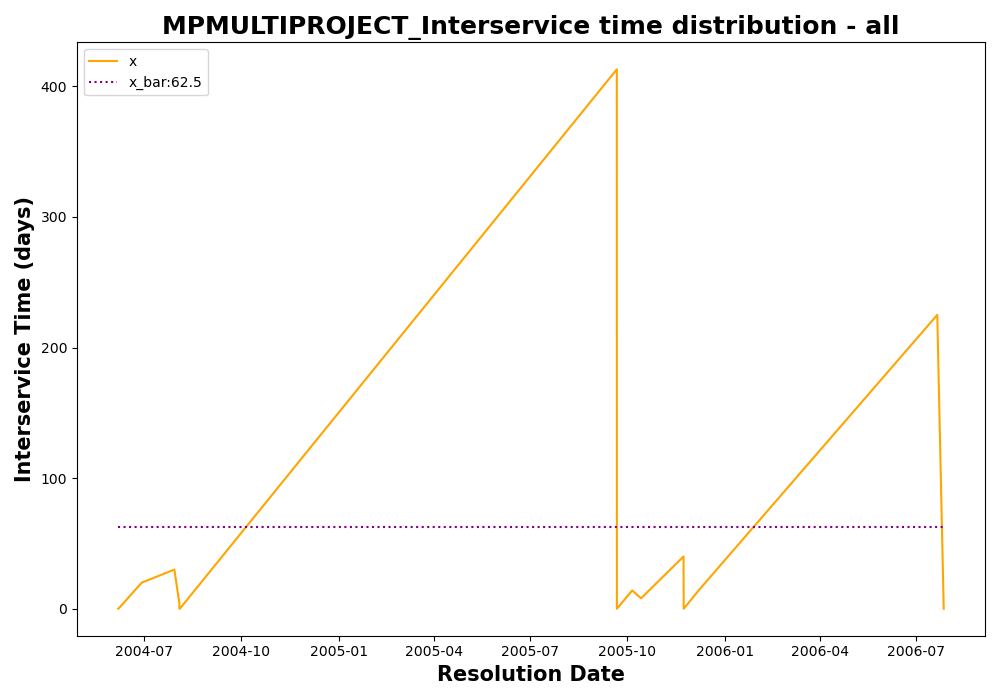 MPMULTIPROJECT_Interservice time distribution - all
x
x_bar:62.5
400
300
200
100
0
Interservice Time (days)
2004-07
2004-10
2005-01
2005-04
2005-07
2005-10
2006-01
2006-04
2006-07
Resolution Date